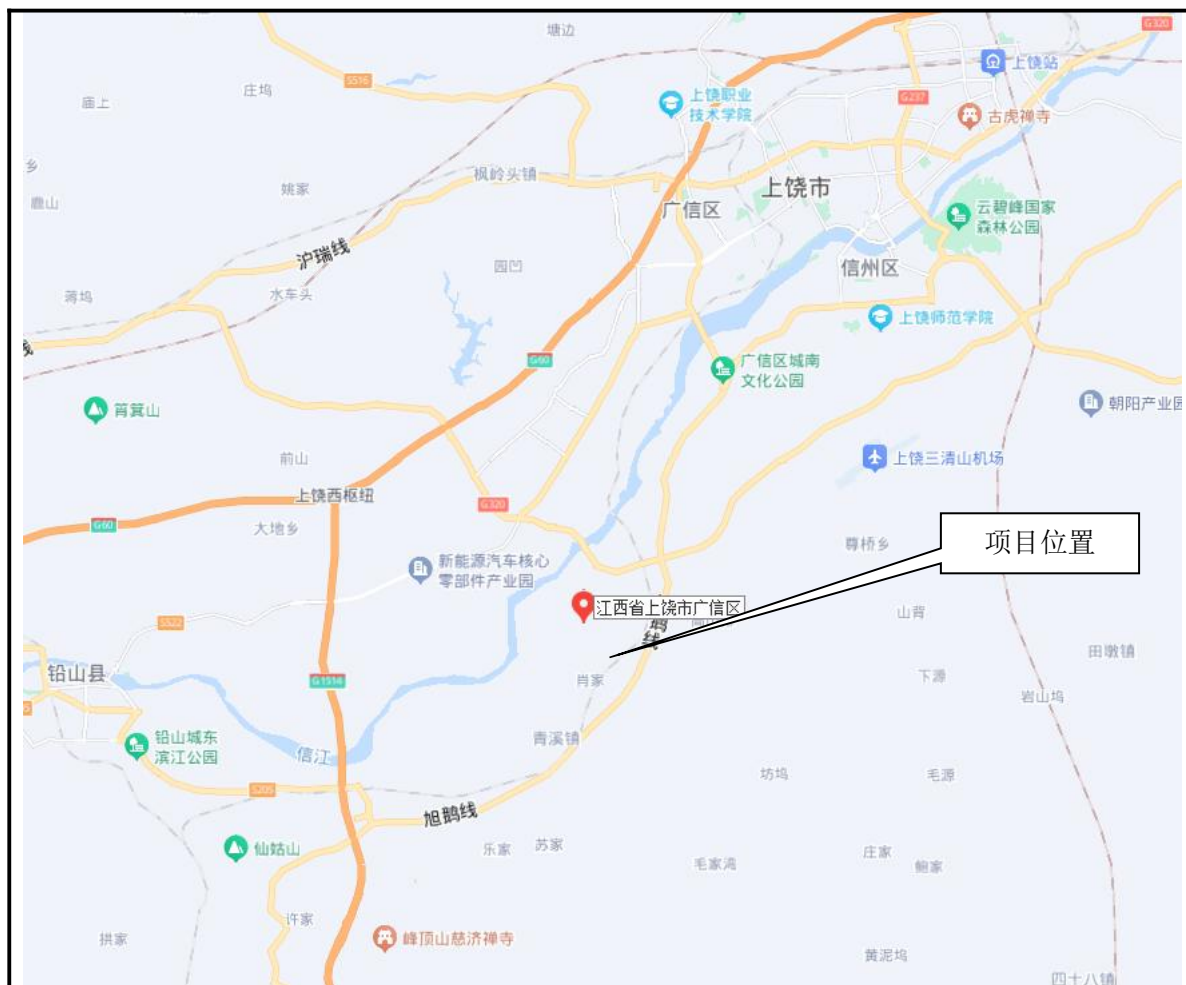 塘边
G320
S516
庄坞
庙上
上饶职业
技术学院
G237
上饶站
古虎禅寺
乡
姚家
枫岭头镇
上饶市
鹿山
广信区
云碧峰国家
森林公园
沪瑞线
园凹
信州区
蒋坞
水车头
上饶师范学院
线
G60
广信区城南
文化公园
筲箕山
朝阳产业园
前山
上饶三清山机场
上饶西枢纽
G320
G60
大地乡
项目位置
尊桥乡
新能源汽车核心
零部件产业园
江西省上饶市广信区
S522
鹅线
山背
田墩镇
铅山县
G1514
肖家
下源
岩山坞
铅山城东
滨江公园
信江
青溪镇
坊坞
毛源
S205
旭鹅线
仙姑山
乐家
苏家
毛家湾
庄家
鲍家
许家
拱家
峰顶山慈济禅寺
黄泥坞
四十八镇